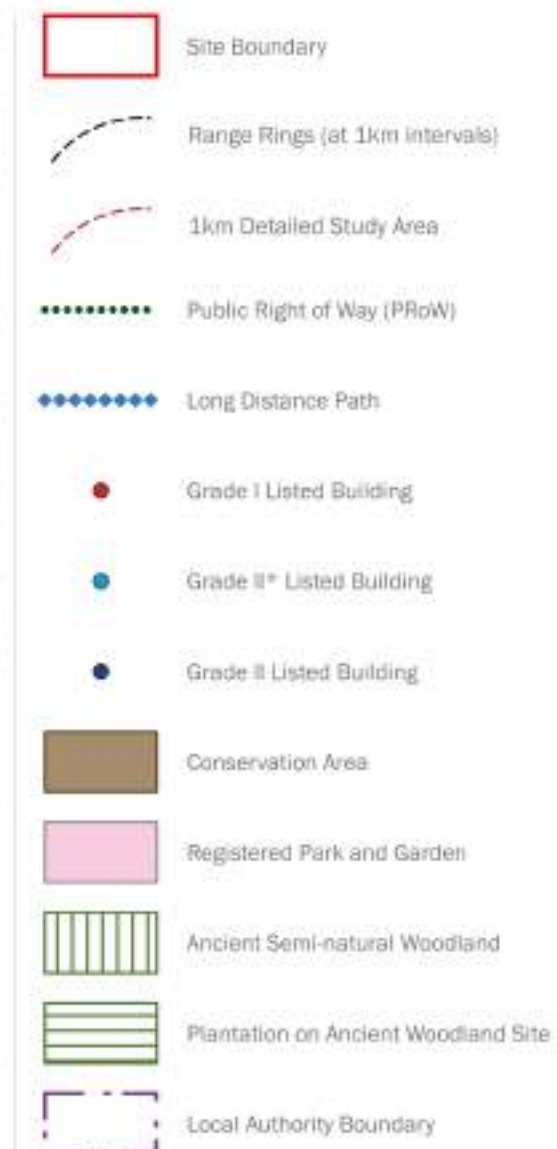 Site Boundary
Range Rings (at 1km intervals)
1km Detailed Study Area
Public Right of Way (PRoW)
Long Distance Path
Grade I Listed Building
Grade II* Listed Building
Grade II Listed Building
Conservation Area
Registered Park and Garden
Ancient Semi-natural Woodland
Plantation on Ancient Woodland Site
Local Authority Boundary